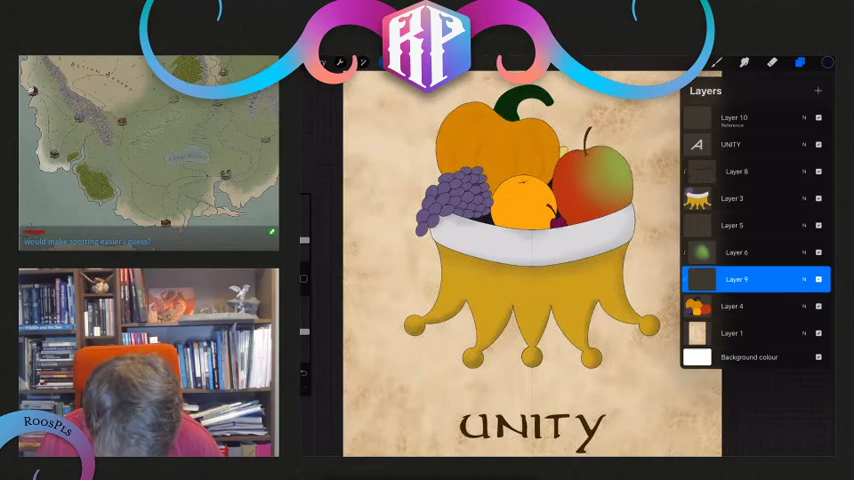 RP
would make spotting easier i guess?
RoosPls
UNITY
Layers
Layer 10
N
Reference
UNITY
N
Layer 8
N
Layer 3
N
Layer 5
N
Layer 6
N
Layer 9
N
Layer 4
N
Layer 1
N
Background colour